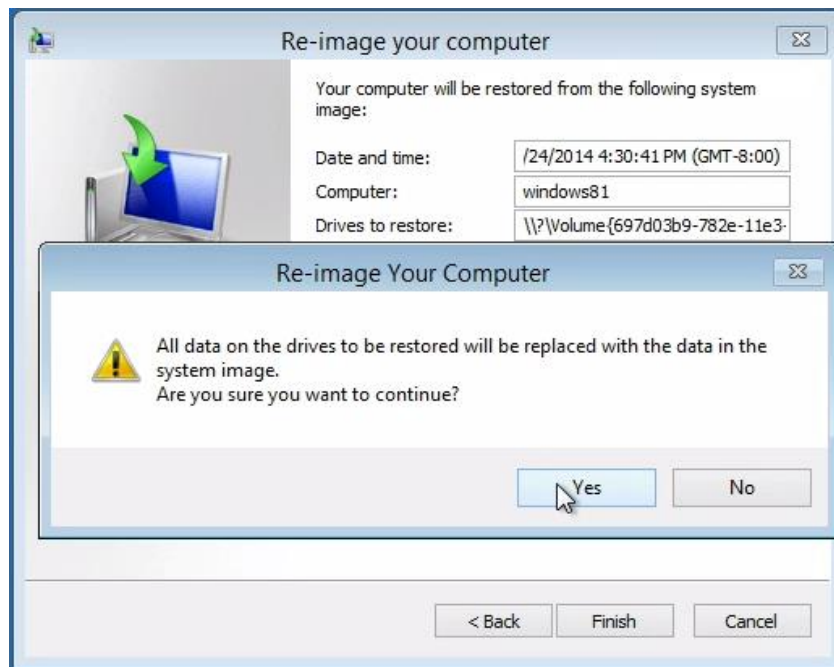 Re-image your computer
Your computer will be restored from the following system
image:
Date and time: /24/2014 4:30:41 PM (GMT-8:00)
Computer: windows81
Drives to restore: \\?\Volume{697d03b9-782e-11e3-
Re-image Your Computer
All data on the drives to be restored will be replaced with the data in the
system image.
Are you sure you want to continue?
Yes No
< Back Finish Cancel